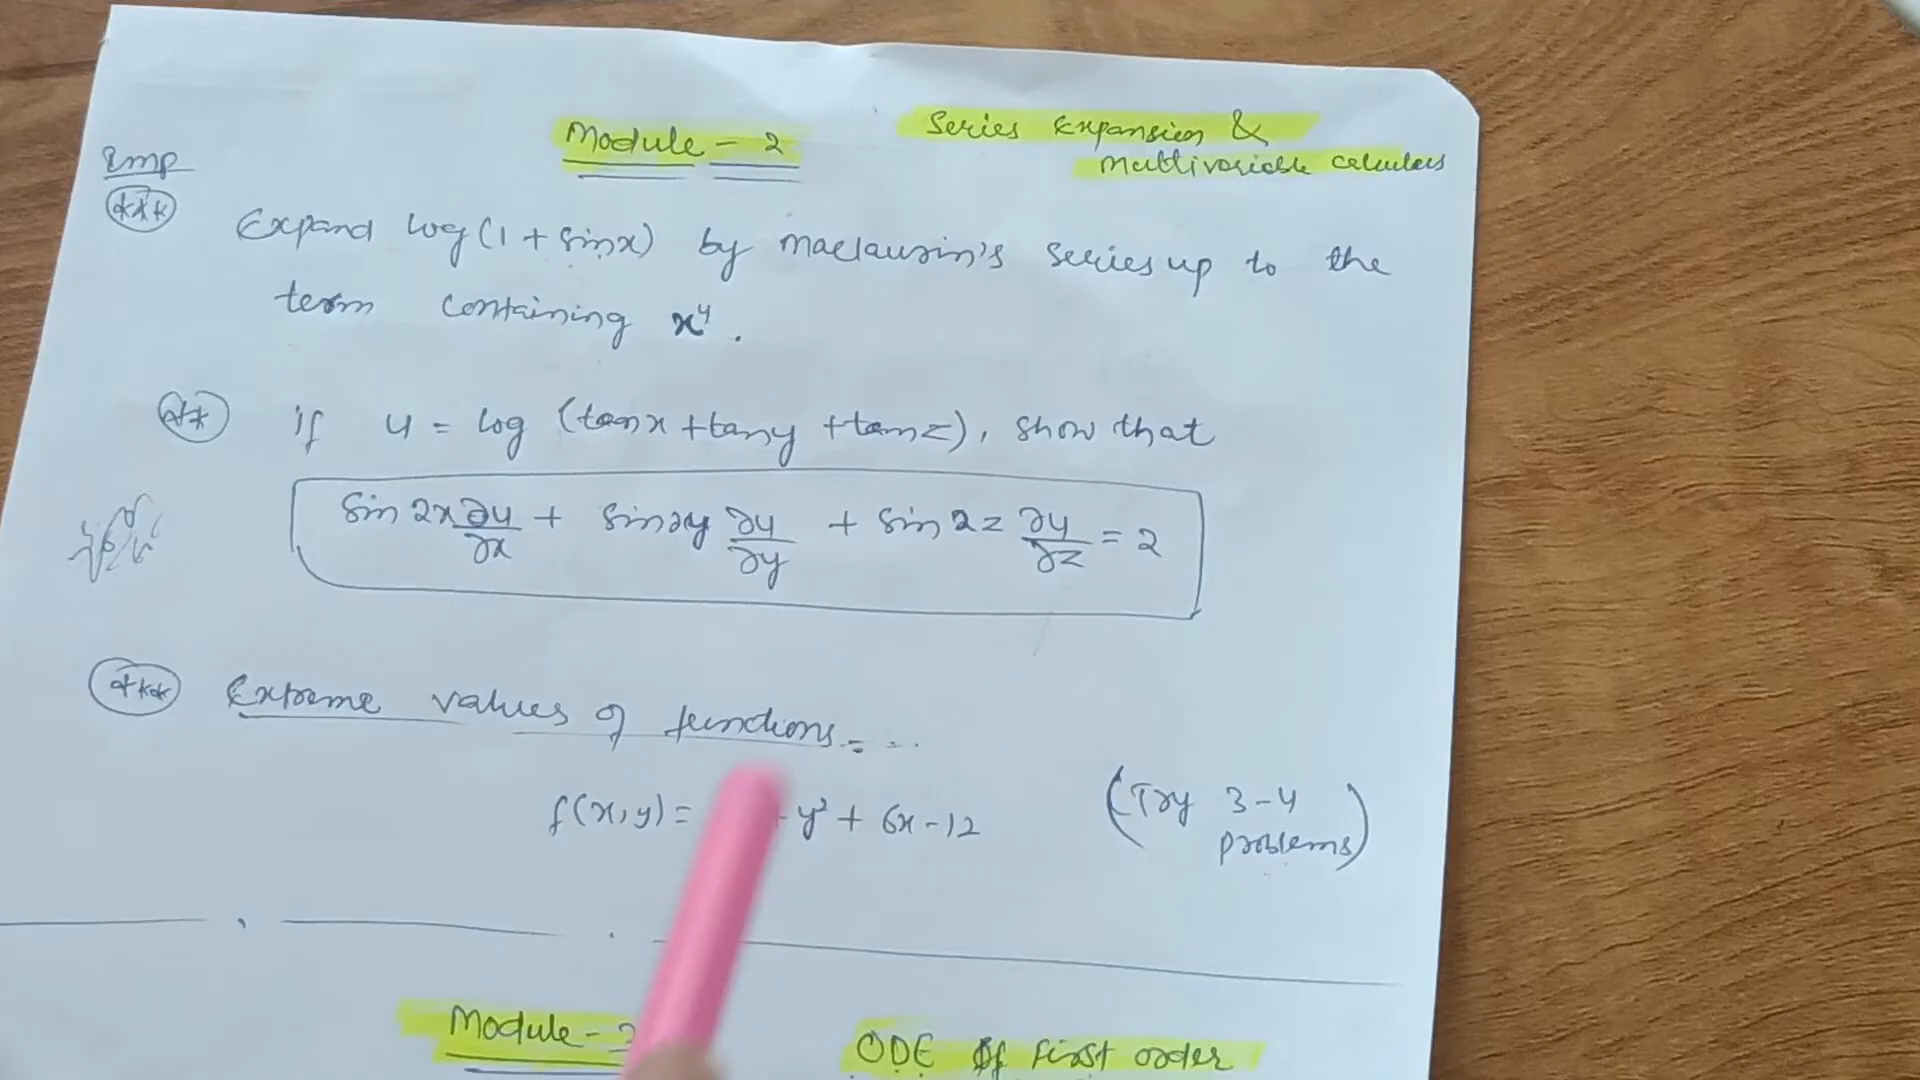 Module - 2
Series Expansion &
Multivariable calculus
Imp
*** Expand log(1 + sinx) by maclaurin's series up to the
term containing x⁴.
** If u = log (tanx + tany + tanz), show that
sin 2x ∂u/∂x + sin2y ∂u/∂y + sin 2z ∂u/∂z = 2
*** Extreme values of functions = ...
f(x,y) = y² + 6x - 12
(Try 3-4
problems)
Module -
ODE of First order